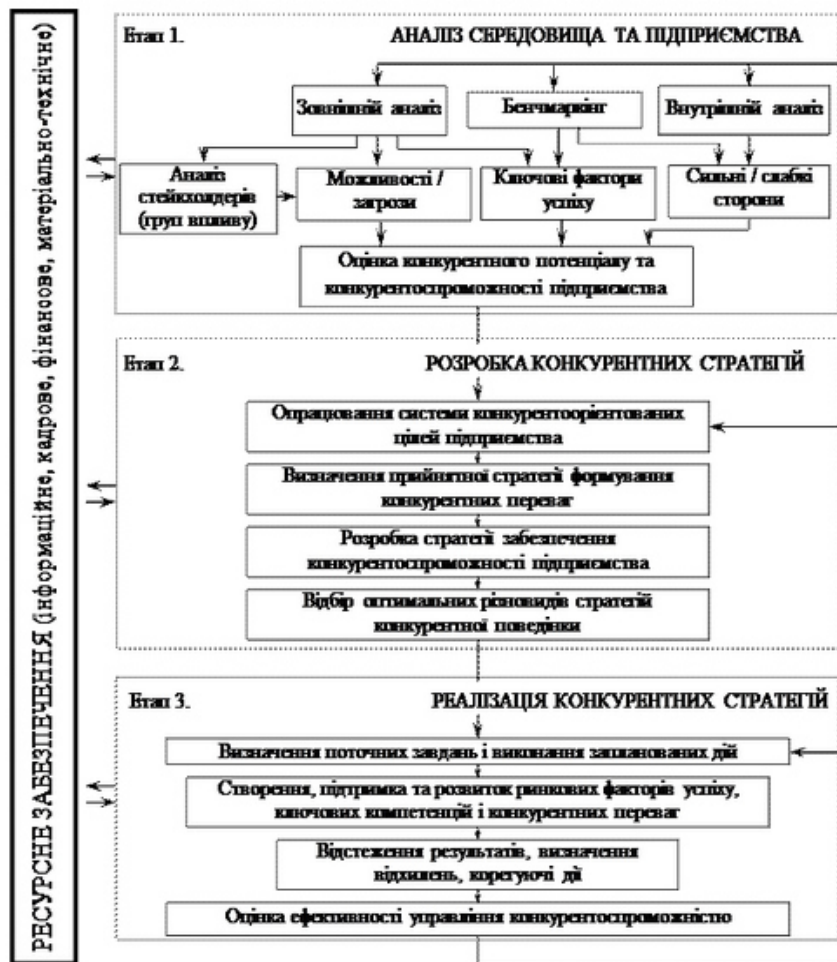 РЕСУРСНЕ ЗАБЕЗПЕЧЕННЯ (інформаційне, кадрове, фінансове, матеріально-технічне)
Етап 1.
АНАЛІЗ СЕРЕДОВИЩА ТА ПІДПРИЄМСТВА
Зовнішній аналіз
Бенчмаркінг
Внутрішній аналіз
Аналіз
стейкхолдерів
(груп впливу)
Можливості /
загрози
Ключові фактори
успіху
Сильні / слабкі
сторони
Оцінка конкурентного потенціалу та
конкурентоспроможності підприємства
Етап 2.
РОЗРОБКА КОНКУРЕНТНИХ СТРАТЕГІЙ
Опрацювання системи конкурентоорієнтованих
цілей підприємства
Визначення прийнятної стратегії формування
конкурентних переваг
Розробка стратегії забезпечення
конкурентоспроможності підприємства
Відбір оптимальних різновидів стратегій
конкурентної поведінки
Етап 3.
РЕАЛІЗАЦІЯ КОНКУРЕНТНИХ СТРАТЕГІЙ
Визначення поточних завдань і виконання запланованих дій
Створення, підтримка та розвиток ринкових факторів успіху,
ключових компетенцій і конкурентних переваг
Відстеження результатів, визначення
відхилень, корегуючі дії
Оцінка ефективності управління конкурентоспроможністю